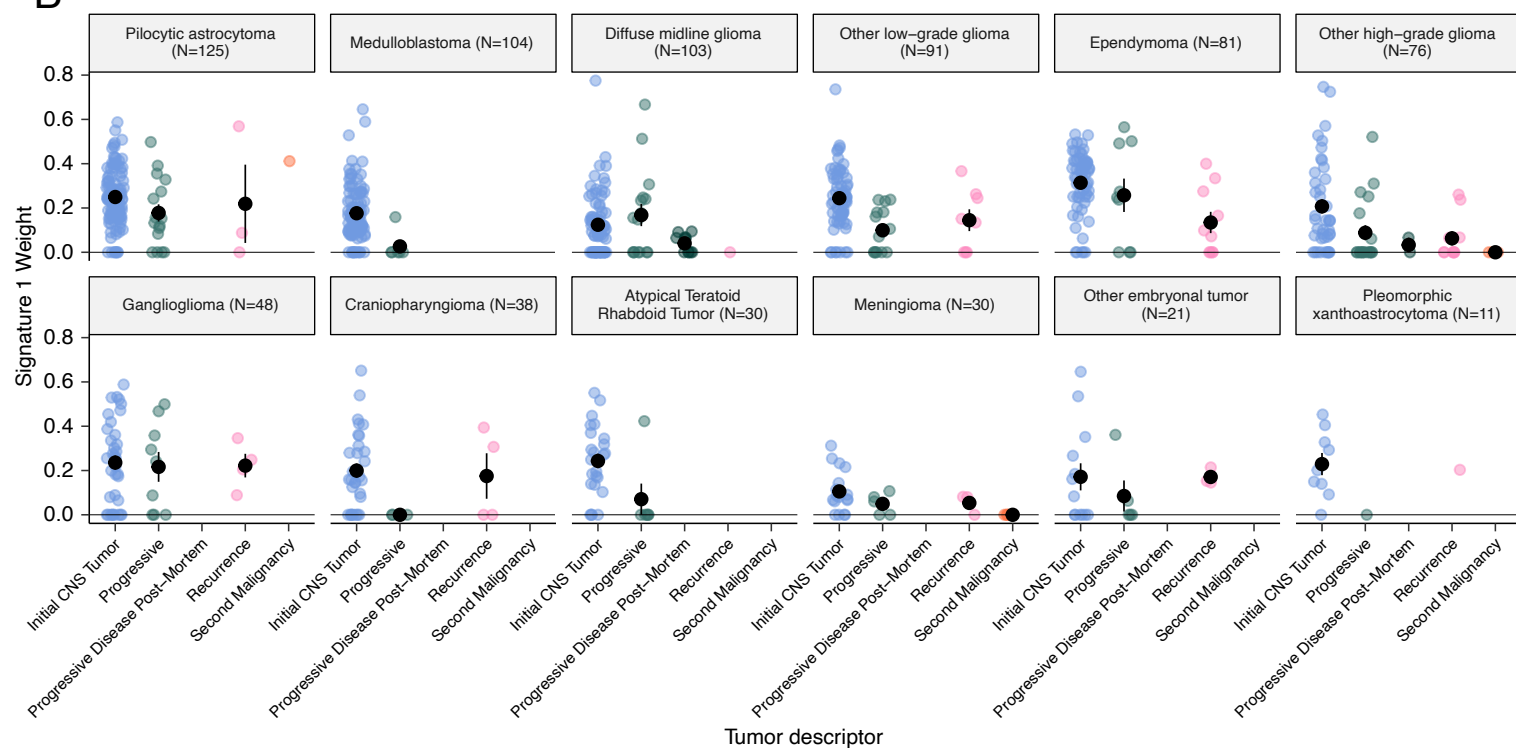 Pilocytic astrocytoma
(N=125)
Medulloblastoma (N=104)
Diffuse midline glioma
(N=103)
Other low−grade glioma
(N=91)
Ependymoma (N=81)
Other high−grade glioma
(N=76)
0.8
0.6
0.4
0.2
0.0
Signature 1 Weight
Ganglioglioma (N=48)
Craniopharyngioma (N=38)
Atypical Teratoid
Rhabdoid Tumor (N=30)
Meningioma (N=30)
Other embryonal tumor
(N=21)
Pleomorphic
xanthoastrocytoma (N=11)
0.8
0.6
0.4
0.2
0.0
Initial CNS Tumor
Progressive
Progressive Disease Post−Mortem
Recurrence
Second Malignancy
Initial CNS Tumor
Progressive
Progressive Disease Post−Mortem
Recurrence
Second Malignancy
Initial CNS Tumor
Progressive
Progressive Disease Post−Mortem
Recurrence
Second Malignancy
Initial CNS Tumor
Progressive
Progressive Disease Post−Mortem
Recurrence
Second Malignancy
Initial CNS Tumor
Progressive
Progressive Disease Post−Mortem
Recurrence
Second Malignancy
Initial CNS Tumor
Progressive
Progressive Disease Post−Mortem
Recurrence
Second Malignancy
Tumor descriptor